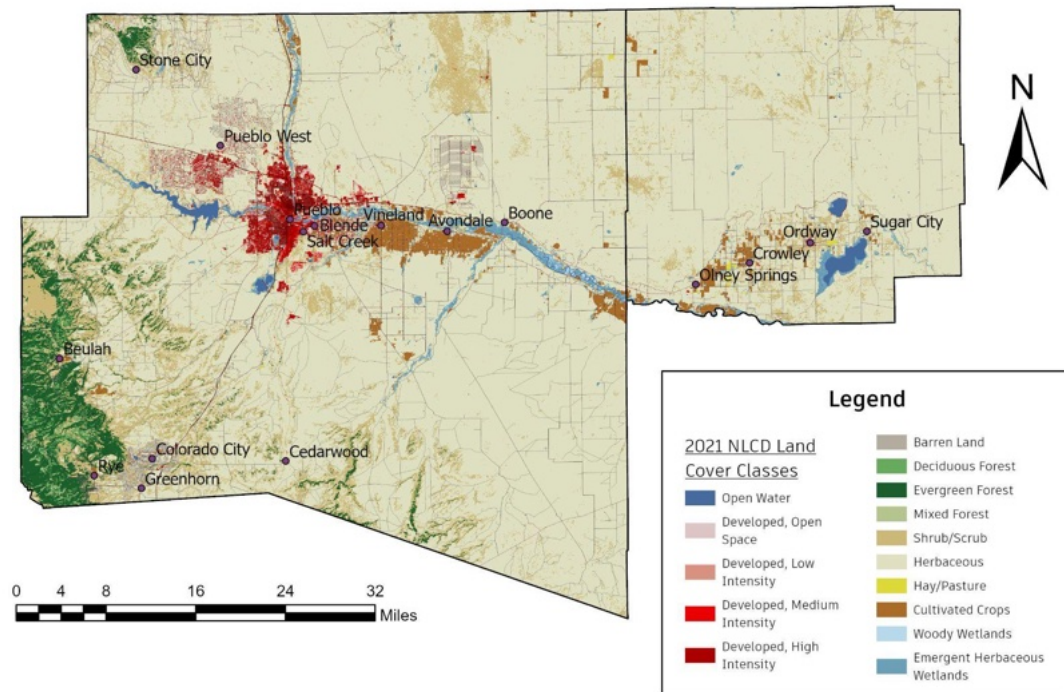 Stone City
N
Pueblo West
Pueblo
Blende
Salt Creek
Vineland
Avondale
Boone
Ordway
Sugar City
Crowley
Olney Springs
Beulah
Colorado City
Cedarwood
Rye
Greenhorn
0 4 8 16 24 32
Miles
Legend
2021 NLCD Land
Cover Classes
Open Water
Developed, Open
Space
Developed, Low
Intensity
Developed, Medium
Intensity
Developed, High
Intensity
Barren Land
Deciduous Forest
Evergreen Forest
Mixed Forest
Shrub/Scrub
Herbaceous
Hay/Pasture
Cultivated Crops
Woody Wetlands
Emergent Herbaceous
Wetlands